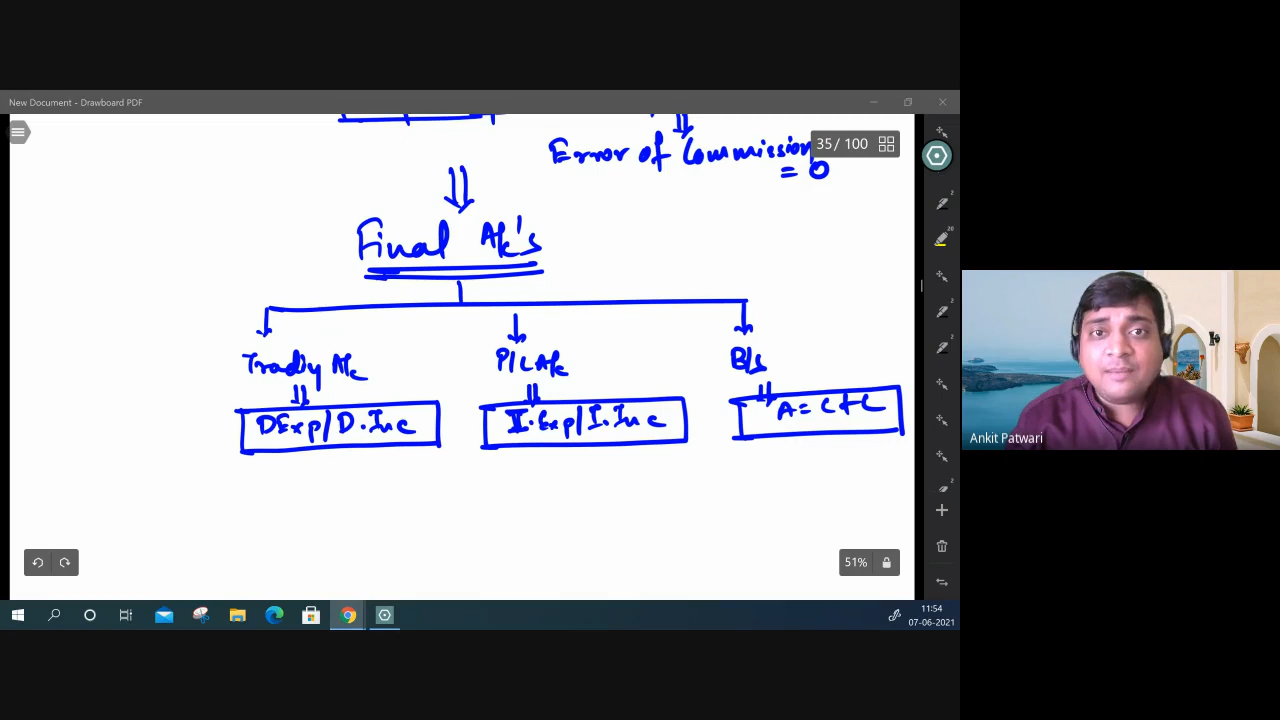 New Document - Drawboard PDF
Error of Commission
= 0
35 / 100
Final A/c's
Trading A/c
P/L A/c
B/s
D Exp / D. Inc
I. Exp / I. Inc
A = C + L
Ankit Patwari
51%
11:54
07-06-2021